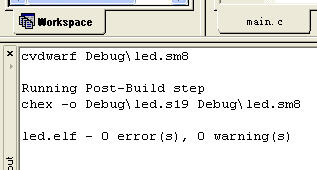 Workspace
main.c
cvdwarf Debug\led.sm8
Running Post-Build step
chex -o Debug\led.s19 Debug\led.sm8
led.elf - 0 error(s), 0 warning(s)
out